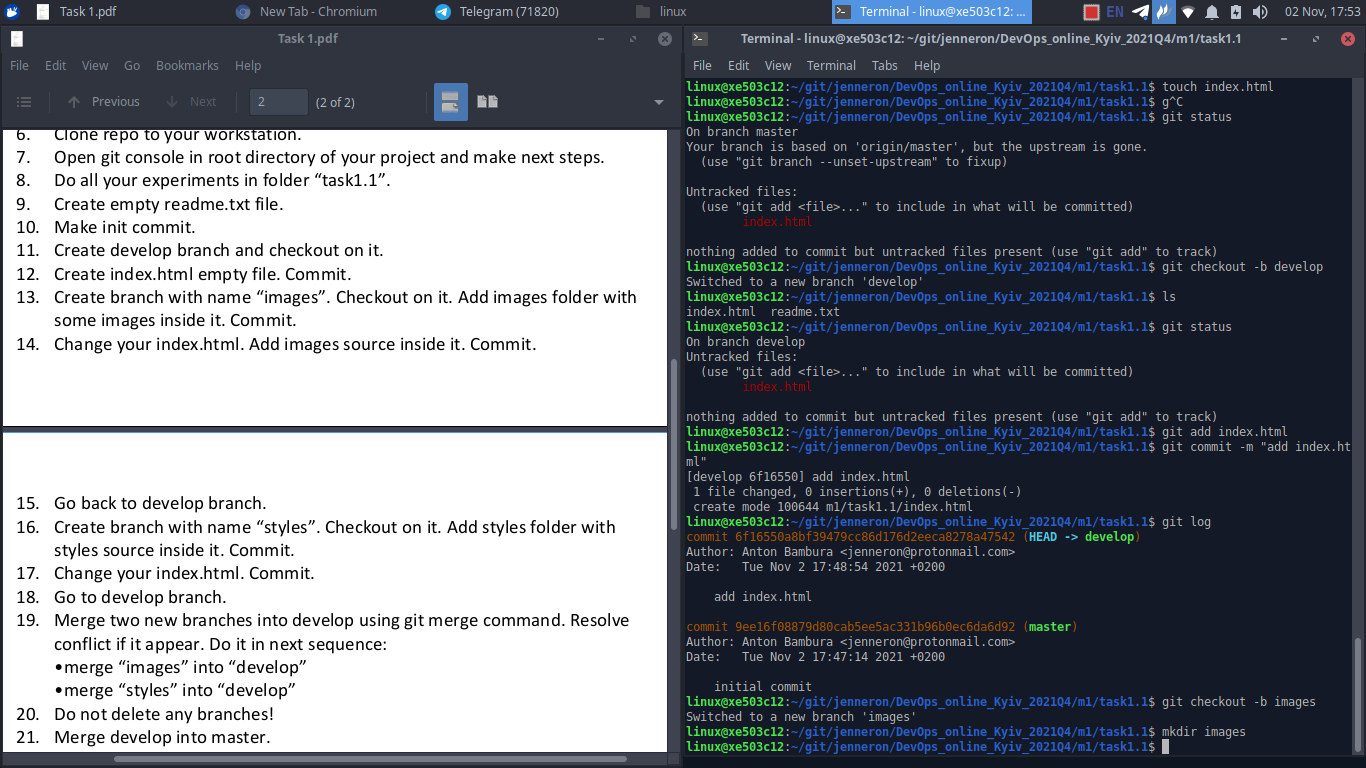 Task 1.pdf
New Tab - Chromium
Telegram (71820)
linux
Terminal - linux@xe503c12: ...
EN
02 Nov, 17:53
Task 1.pdf
File Edit View Go Bookmarks Help
Previous Next 2 (2 of 2)
6. Clone repo to your workstation.
7. Open git console in root directory of your project and make next steps.
8. Do all your experiments in folder “task1.1”.
9. Create empty readme.txt file.
10. Make init commit.
11. Create develop branch and checkout on it.
12. Create index.html empty file. Commit.
13. Create branch with name “images”. Checkout on it. Add images folder with
some images inside it. Commit.
14. Change your index.html. Add images source inside it. Commit.
15. Go back to develop branch.
16. Create branch with name “styles”. Checkout on it. Add styles folder with
styles source inside it. Commit.
17. Change your index.html. Commit.
18. Go to develop branch.
19. Merge two new branches into develop using git merge command. Resolve
conflict if it appear. Do it in next sequence:
•merge “images” into “develop”
•merge “styles” into “develop”
20. Do not delete any branches!
21. Merge develop into master.
Terminal - linux@xe503c12: ~/git/jenneron/DevOps_online_Kyiv_2021Q4/m1/task1.1
File Edit View Terminal Tabs Help
linux@xe503c12:~/git/jenneron/DevOps_online_Kyiv_2021Q4/m1/task1.1$ touch index.html
linux@xe503c12:~/git/jenneron/DevOps_online_Kyiv_2021Q4/m1/task1.1$ g^C
linux@xe503c12:~/git/jenneron/DevOps_online_Kyiv_2021Q4/m1/task1.1$ git status
On branch master
Your branch is based on 'origin/master', but the upstream is gone.
(use "git branch --unset-upstream" to fixup)
Untracked files:
(use "git add <file>..." to include in what will be committed)
index.html
nothing added to commit but untracked files present (use "git add" to track)
linux@xe503c12:~/git/jenneron/DevOps_online_Kyiv_2021Q4/m1/task1.1$ git checkout -b develop
Switched to a new branch 'develop'
linux@xe503c12:~/git/jenneron/DevOps_online_Kyiv_2021Q4/m1/task1.1$ ls
index.html readme.txt
linux@xe503c12:~/git/jenneron/DevOps_online_Kyiv_2021Q4/m1/task1.1$ git status
On branch develop
Untracked files:
(use "git add <file>..." to include in what will be committed)
index.html
nothing added to commit but untracked files present (use "git add" to track)
linux@xe503c12:~/git/jenneron/DevOps_online_Kyiv_2021Q4/m1/task1.1$ git add index.html
linux@xe503c12:~/git/jenneron/DevOps_online_Kyiv_2021Q4/m1/task1.1$ git commit -m "add index.ht
ml"
[develop 6f16550] add index.html
1 file changed, 0 insertions(+), 0 deletions(-)
create mode 100644 m1/task1.1/index.html
linux@xe503c12:~/git/jenneron/DevOps_online_Kyiv_2021Q4/m1/task1.1$ git log
commit 6f16550a8bf39479cc86d176d2eeca8278a47542 (HEAD -> develop)
Author: Anton Bambura <jenneron@protonmail.com>
Date: Tue Nov 2 17:48:54 2021 +0200
add index.html
commit 9ee16f08879d80cab5ee5ac331b96b0ec6da6d92 (master)
Author: Anton Bambura <jenneron@protonmail.com>
Date: Tue Nov 2 17:47:14 2021 +0200
initial commit
linux@xe503c12:~/git/jenneron/DevOps_online_Kyiv_2021Q4/m1/task1.1$ git checkout -b images
Switched to a new branch 'images'
linux@xe503c12:~/git/jenneron/DevOps_online_Kyiv_2021Q4/m1/task1.1$ mkdir images
linux@xe503c12:~/git/jenneron/DevOps_online_Kyiv_2021Q4/m1/task1.1$